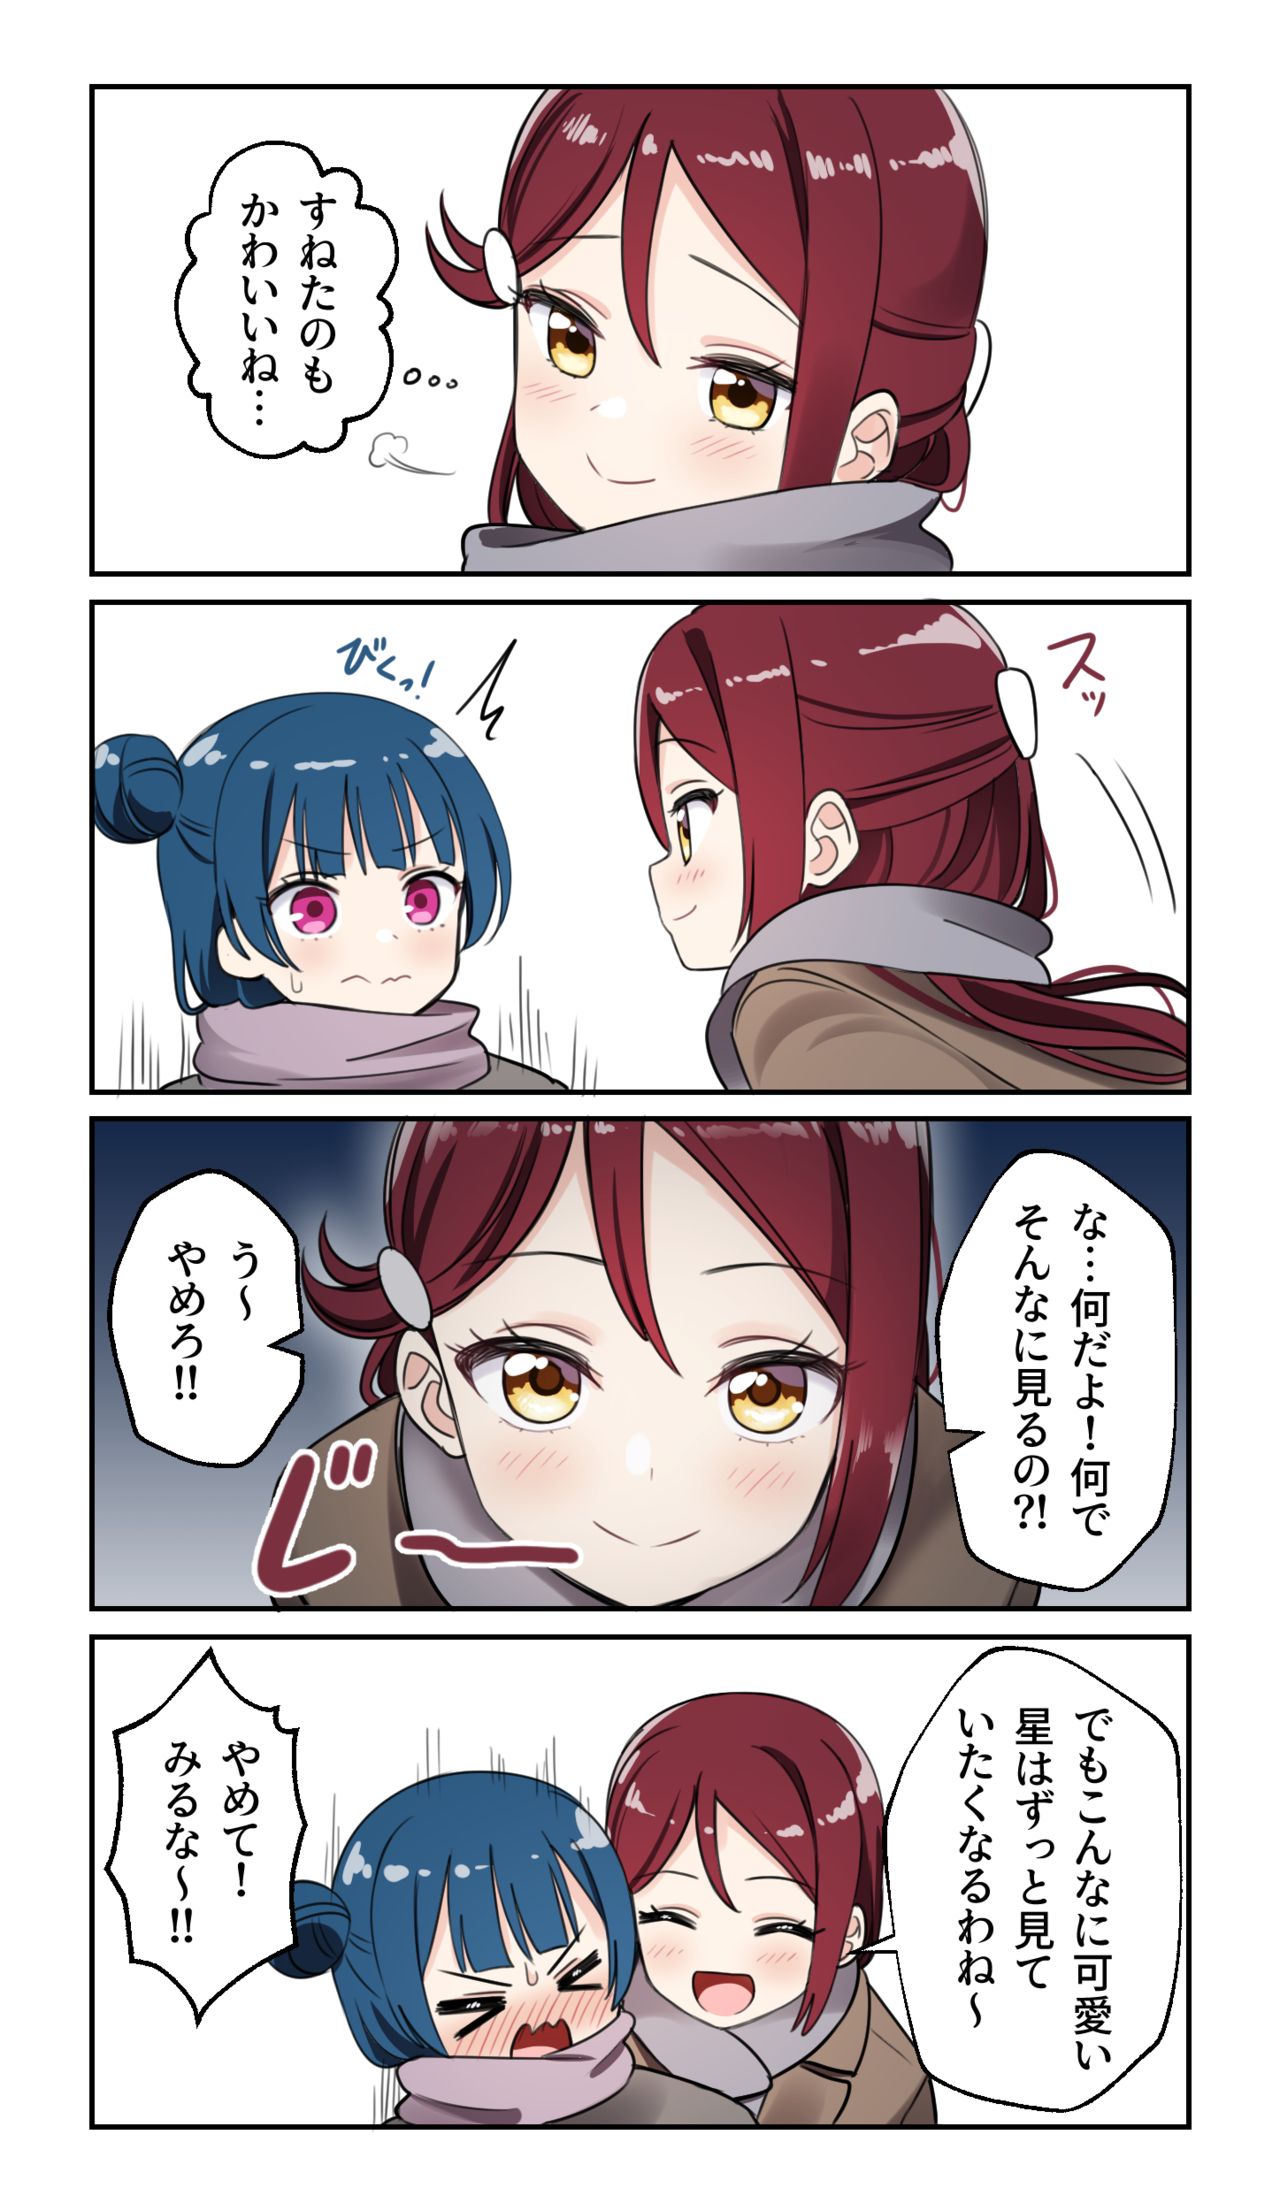 すねたのも
かわいいね…
スッ
びくっ!
な…何だよ!何で
そんなに見るの?!
う〜
やめろ!!
じー
でもこんなに可愛い
星はずっと見て
いたくなるわね〜
やめて!
みるな〜!!